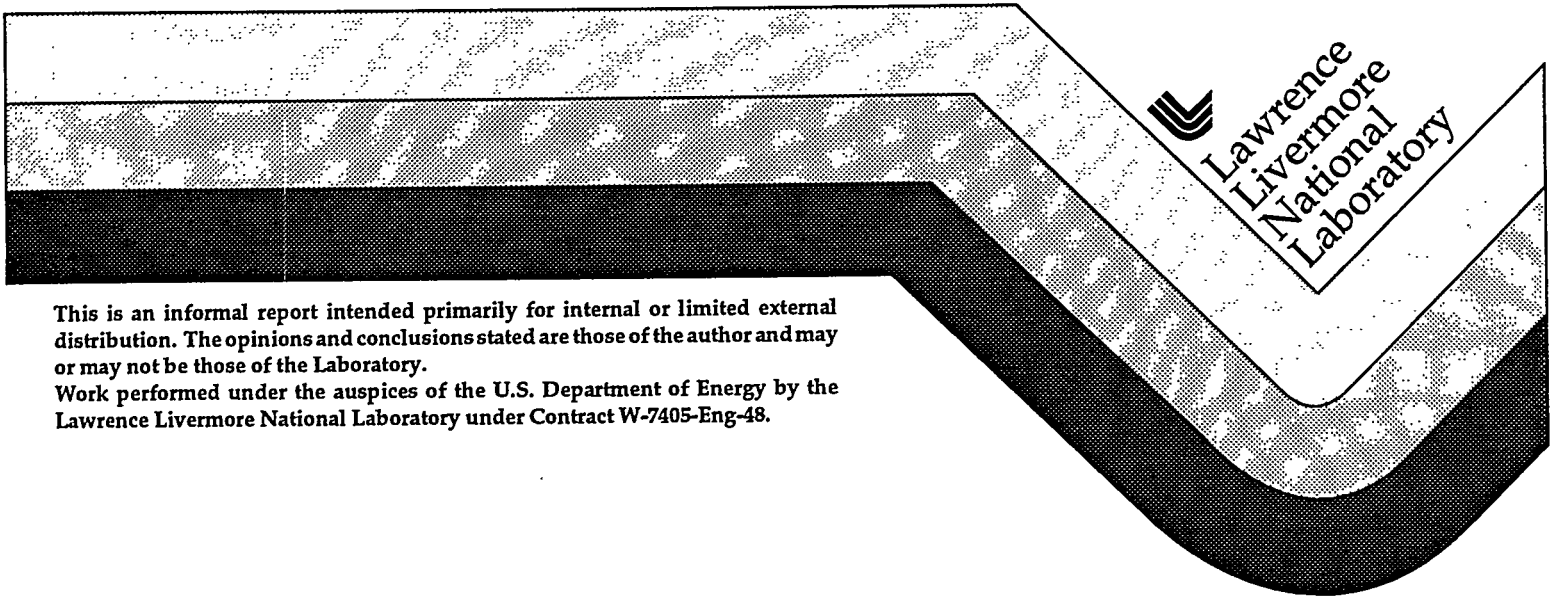 Lawrence
Livermore
National
Laboratory
This is an informal report intended primarily for internal or limited external
distribution. The opinions and conclusions stated are those of the author and may
or may not be those of the Laboratory.
Work performed under the auspices of the U.S. Department of Energy by the
Lawrence Livermore National Laboratory under Contract W-7405-Eng-48.